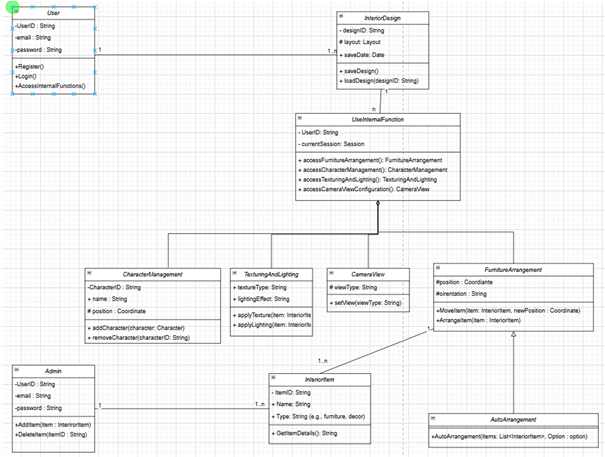 User
-UserID : String
-email : String
-password : String
+Register()
+Login()
+AccessInternalFunctions()
1
1..n
InteriorDesign
- designID: String
# layout: Layout
+ saveDate: Date
+ saveDesign()
+ loadDesign(designID: String)
1
n
UseInternalFunction
- UserID: String
- currentSession: Session
+ accessFurnitureArrangement(): FurnitureArrangement
+ accessCharacterManagement(): CharacterManagement
+ accessTexturingAndLighting(): TexturingAndLighting
+ accessCameraViewConfiguration(): CameraView
CharacterManagement
-CharacterID : String
+ name : String
# position : Coordinate
+ addCharacter(character: Character)
+ removeCharacter(characterID: String)
TexturingAndLighting
+ textureType: String
+ lightingEffect: String
+ applyTexture(item: InteriorIt
+ applyLighting(item: InteriorIt
CameraView
# viewType: String
+ setView(viewType: String)
FurnitureArrangement
#position : Coordiante
#oirentation : String
+MoveItem(item: InteriorItem, newPosition : Coordinate)
+ArrangeItem(item : InteriorItem)
1..
1..n
Admin
-UserID : String
-email : String
-password : String
+AddItem(item : InterirorItem)
+DeleteItem(itemID : String)
1
1..n
InteriorItem
- ItemID : String
+ Name: String
+ Type: String (e.g., furniture, decor)
+ GetItemDetails(): String
AutoArrangement
+AutoArrangement(items: List<InteriorItem>, Option : option)